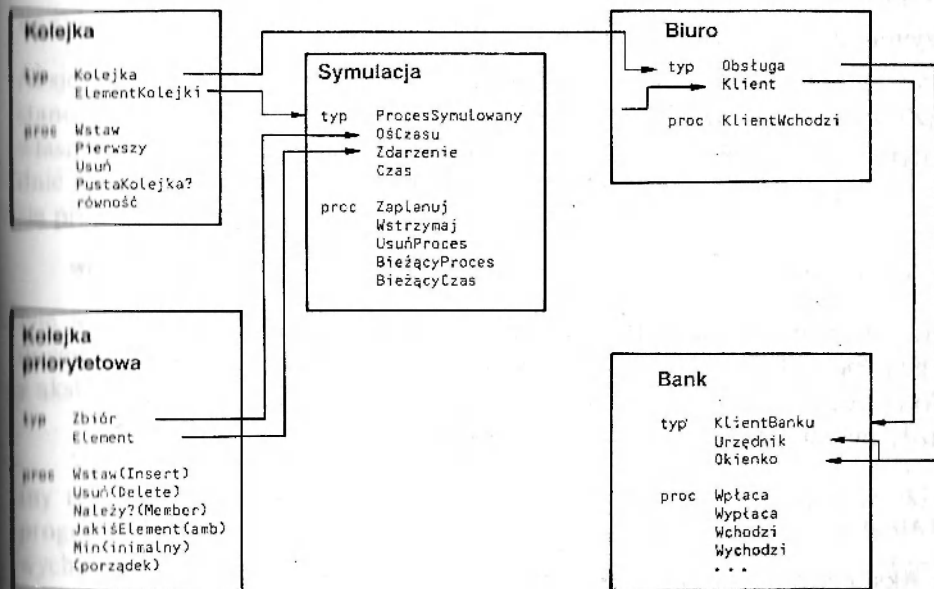 Kolejka
typ Kolejka
ElementKolejki
proc Wstaw
Pierwszy
Usuń
PustaKolejka?
równość
Symulacja
typ ProcesSymulowany
OśCzasu
Zdarzenie
Czas
proc Zaplanuj
Wstrzymaj
UsuńProces
BieżącyProces
BieżącyCzas
Biuro
typ Obsługa
Klient
proc KlientWchodzi
Kolejka
priorytetowa
typ Zbiór
Element
proc Wstaw(Insert)
Usuń(Delete)
Należy?(Member)
JakiśElement(amb)
Min(inimalny)
(porządek)
Bank
typ KlientBanku
Urzędnik
Okienko
proc Wpłaca
Wypłaca
Wchodzi
Wychodzi
...